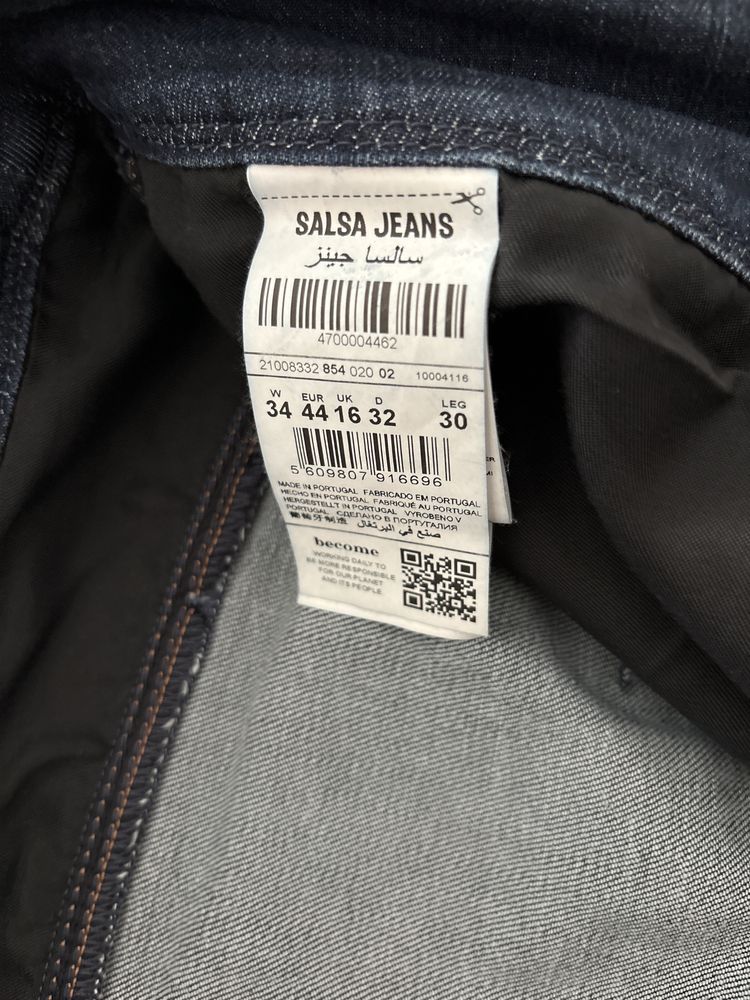 SALSA JEANS
سالسا جينز
4700004462
21008332 854 020 02 10004116
W EUR UK D LEG
34 44 16 32 30
5 609807 916696
MADE IN PORTUGAL FABRICADO EM PORTUGAL
HECHO EN PORTUGAL FABRIQUÉ AU PORTUGAL
HERGESTELLT IN PORTUGAL VYROBENO V
PORTUGAL СДЕЛАНО В ПОРТУГАЛИЯ
葡萄牙制造 صنع في البرتغال
become
WORKING DAILY TO
BE MORE RESPONSIBLE
FOR OUR PLANET
AND ITS PEOPLE